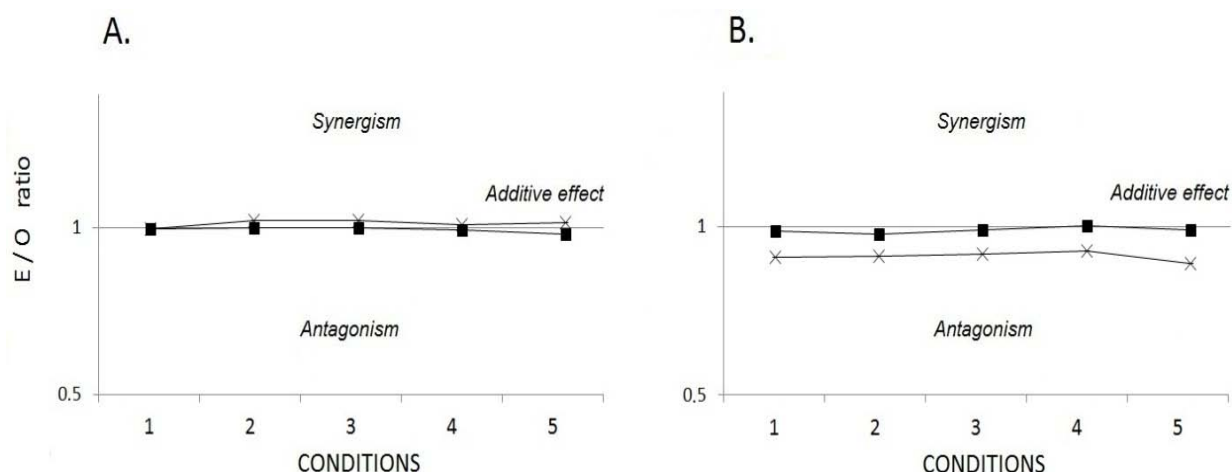 A.
Synergism
Additive effect
1
E / O ratio
Antagonism
0.5
1 2 3 4 5
CONDITIONS
B.
Synergism
Additive effect
1
Antagonism
0.5
1 2 3 4 5
CONDITIONS